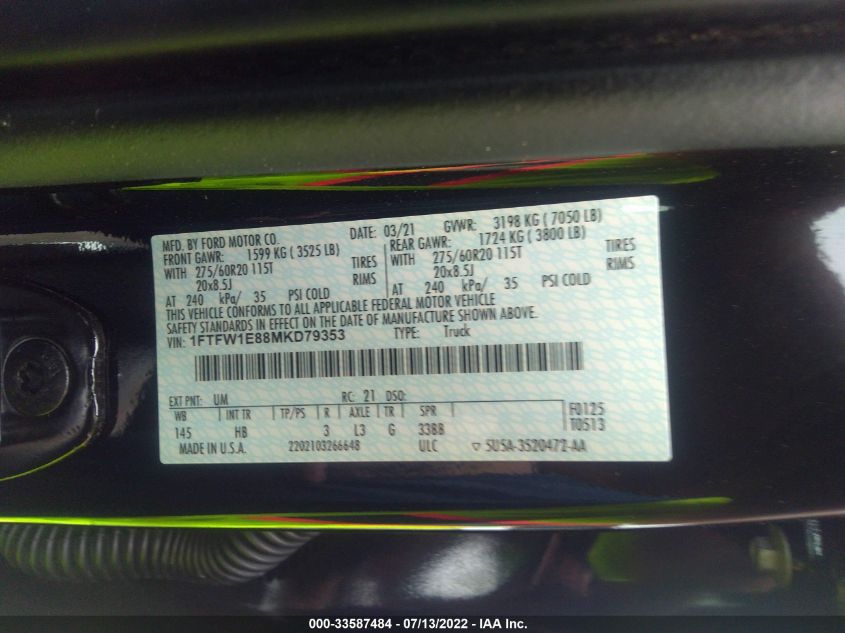 MFD. BY FORD MOTOR CO. DATE: 03/21 GVWR: 3198 KG ( 7050 LB)
FRONT GAWR: 1599 KG ( 3525 LB) REAR GAWR: 1724 KG ( 3800 LB)
WITH 275/60R20 115T TIRES WITH 275/60R20 115T TIRES
20x8.5J RIMS 20x8.5J RIMS
AT 240 kPa/ 35 PSI COLD AT 240 kPa/ 35 PSI COLD
THIS VEHICLE CONFORMS TO ALL APPLICABLE FEDERAL MOTOR VEHICLE
SAFETY STANDARDS IN EFFECT ON THE DATE OF MANUFACTURE SHOWN ABOVE.
VIN: 1FTFW1E88MKD79353 TYPE: Truck
EXT PNT: UM RC: 21 DSO: F0125
WB INT TR TP/PS R AXLE TR SPR T0513
145 HB 3 L3 G 33BB
MADE IN U.S.A. 2202103266648 ULC ▽ 5U5A-3520472-AA
000-33587484 - 07/13/2022 - IAA Inc.